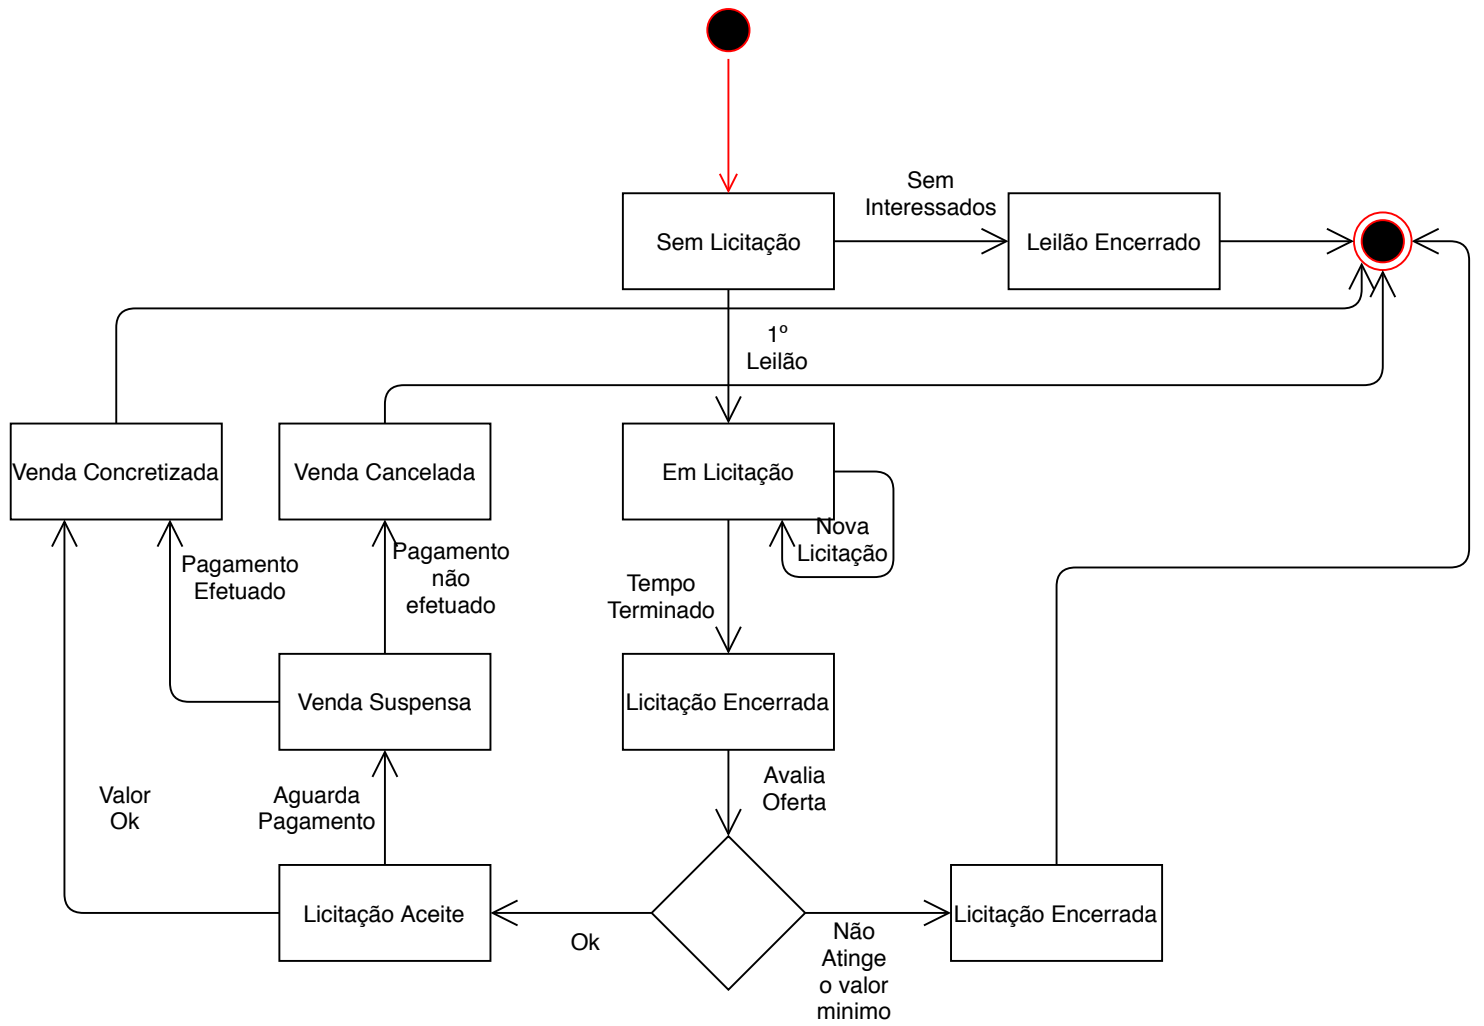 Sem
Interessados
Sem Licitação
Leilão Encerrado
1º
Leilão
Venda Concretizada
Venda Cancelada
Em Licitação
Nova
Licitação
Pagamento
Efetuado
Pagamento
não
efetuado
Tempo
Terminado
Venda Suspensa
Licitação Encerrada
Valor
Ok
Aguarda
Pagamento
Avalia
Oferta
Licitação Aceite
Ok
Não
Atinge
o valor
minimo
Licitação Encerrada